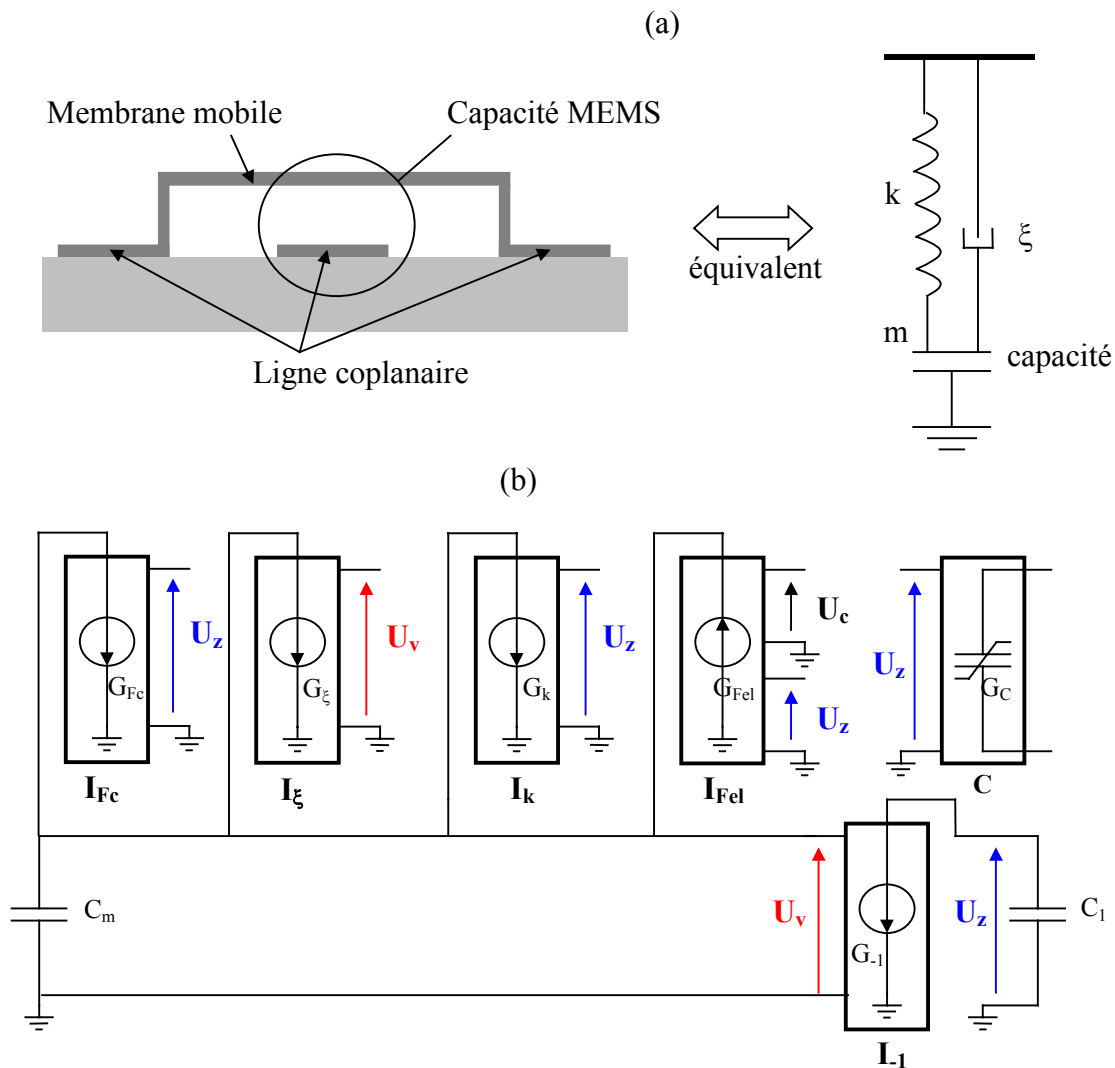 (a)
Membrane mobile
Capacité MEMS
k
ξ
équivalent
m
capacité
Ligne coplanaire
(b)
U_z
U_v
U_z
U_c
U_z
U_z
G_Fc
G_ξ
G_k
G_Fel
G_C
I_Fc
I_ξ
I_k
I_Fel
C
C_m
U_v
G_-1
U_z
C_1
I_-1